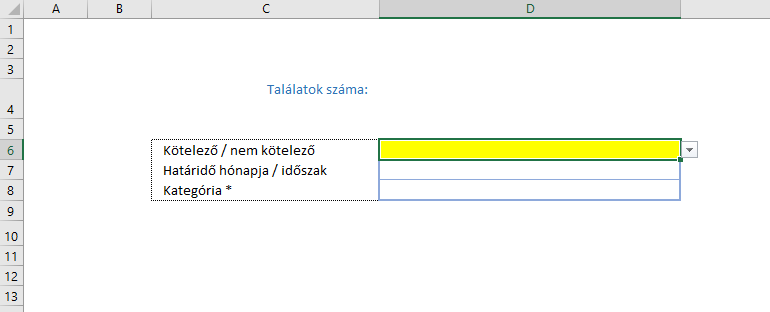 A B C D
1
2
3
Találatok száma:
4
5
6 Kötelező / nem kötelező
7 Határidő hónapja / időszak
8 Kategória *
9
10
11
12
13